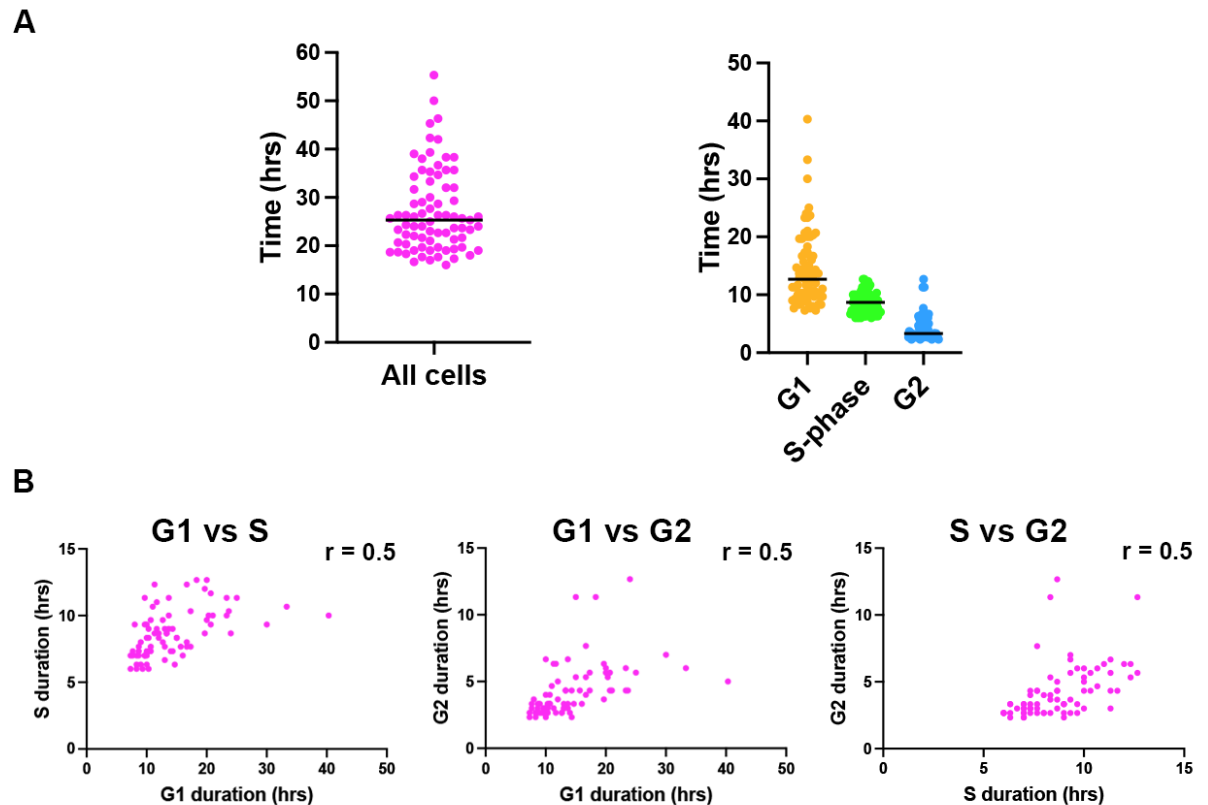 A
Time (hrs)
60
50
40
30
20
10
0
All cells
Time (hrs)
50
40
30
20
10
0
G1
S-phase
G2
B
G1 vs S
r = 0.5
S duration (hrs)
15
10
5
0
0 10 20 30 40 50
G1 duration (hrs)
G1 vs G2
r = 0.5
G2 duration (hrs)
15
10
5
0
0 10 20 30 40 50
G1 duration (hrs)
S vs G2
r = 0.5
G2 duration (hrs)
15
10
5
0
0 5 10 15
S duration (hrs)